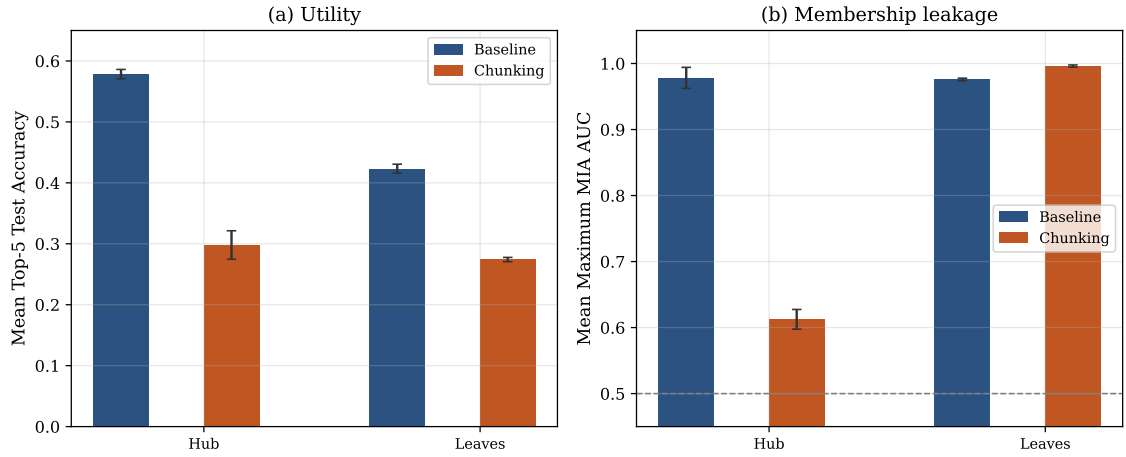 (a) Utility
Mean Top-5 Test Accuracy
0.6
0.5
0.4
0.3
0.2
0.1
0.0
Baseline
Chunking
Hub
Leaves
(b) Membership leakage
Mean Maximum MIA AUC
1.0
0.9
0.8
0.7
0.6
0.5
Baseline
Chunking
Hub
Leaves